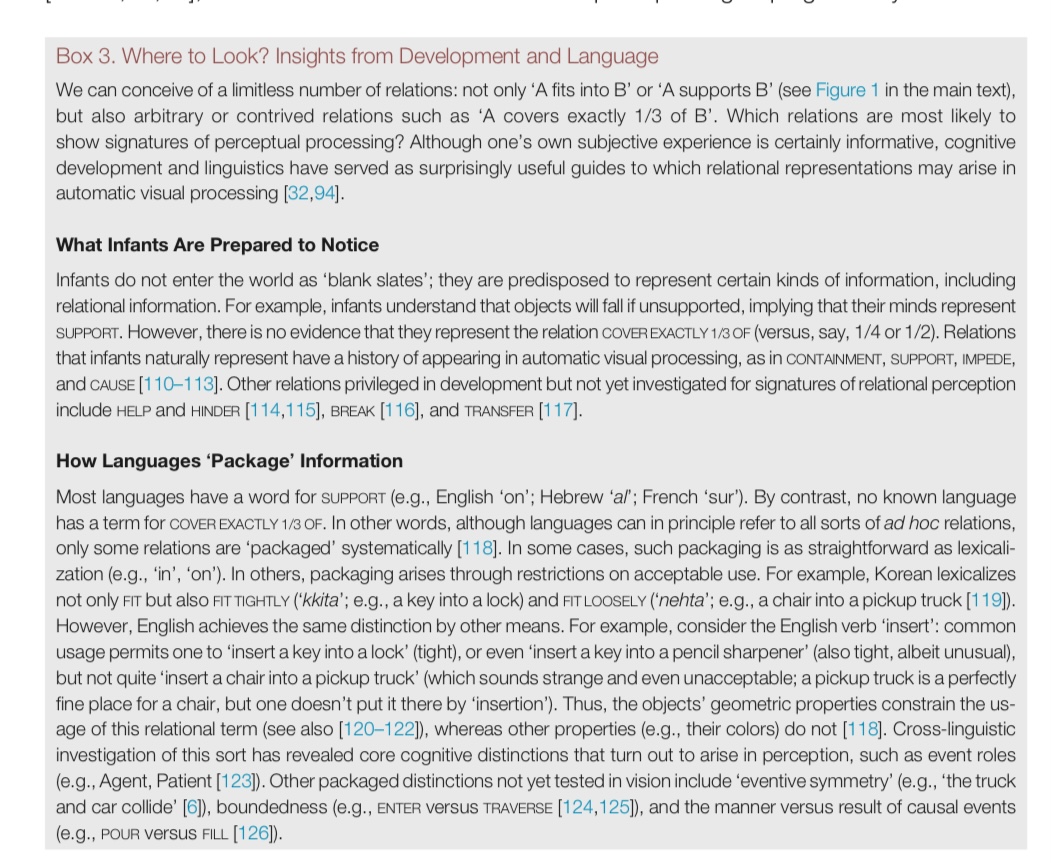 Box 3. Where to Look? Insights from Development and Language
We can conceive of a limitless number of relations: not only ‘A fits into B’ or ‘A supports B’ (see Figure 1 in the main text),
but also arbitrary or contrived relations such as ‘A covers exactly 1/3 of B’. Which relations are most likely to
show signatures of perceptual processing? Although one’s own subjective experience is certainly informative, cognitive
development and linguistics have served as surprisingly useful guides to which relational representations may arise in
automatic visual processing [32,94].
What Infants Are Prepared to Notice
Infants do not enter the world as ‘blank slates’; they are predisposed to represent certain kinds of information, including
relational information. For example, infants understand that objects will fall if unsupported, implying that their minds represent
SUPPORT. However, there is no evidence that they represent the relation COVER EXACTLY 1/3 OF (versus, say, 1/4 or 1/2). Relations
that infants naturally represent have a history of appearing in automatic visual processing, as in CONTAINMENT, SUPPORT, IMPEDE,
and CAUSE [110–113]. Other relations privileged in development but not yet investigated for signatures of relational perception
include HELP and HINDER [114,115], BREAK [116], and TRANSFER [117].
How Languages ‘Package’ Information
Most languages have a word for SUPPORT (e.g., English ‘on’; Hebrew ‘al’; French ‘sur’). By contrast, no known language
has a term for COVER EXACTLY 1/3 OF. In other words, although languages can in principle refer to all sorts of ad hoc relations,
only some relations are ‘packaged’ systematically [118]. In some cases, such packaging is as straightforward as lexicali-
zation (e.g., ‘in’, ‘on’). In others, packaging arises through restrictions on acceptable use. For example, Korean lexicalizes
not only FIT but also FIT TIGHTLY (‘kkita’; e.g., a key into a lock) and FIT LOOSELY (‘nehta’; e.g., a chair into a pickup truck [119]).
However, English achieves the same distinction by other means. For example, consider the English verb ‘insert’: common
usage permits one to ‘insert a key into a lock’ (tight), or even ‘insert a key into a pencil sharpener’ (also tight, albeit unusual),
but not quite ‘insert a chair into a pickup truck’ (which sounds strange and even unacceptable; a pickup truck is a perfectly
fine place for a chair, but one doesn’t put it there by ‘insertion’). Thus, the objects’ geometric properties constrain the us-
age of this relational term (see also [120–122]), whereas other properties (e.g., their colors) do not [118]. Cross-linguistic
investigation of this sort has revealed core cognitive distinctions that turn out to arise in perception, such as event roles
(e.g., Agent, Patient [123]). Other packaged distinctions not yet tested in vision include ‘eventive symmetry’ (e.g., ‘the truck
and car collide’ [6]), boundedness (e.g., ENTER versus TRAVERSE [124,125]), and the manner versus result of causal events
(e.g., POUR versus FILL [126]).